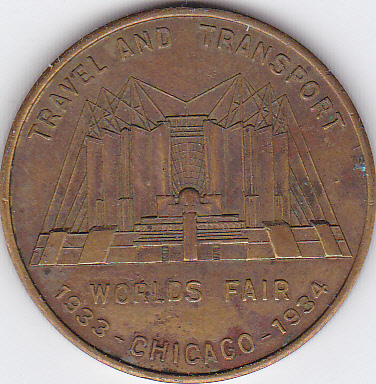 TRAVEL AND TRANSPORT
WORLDS FAIR
1933-CHICAGO-1934